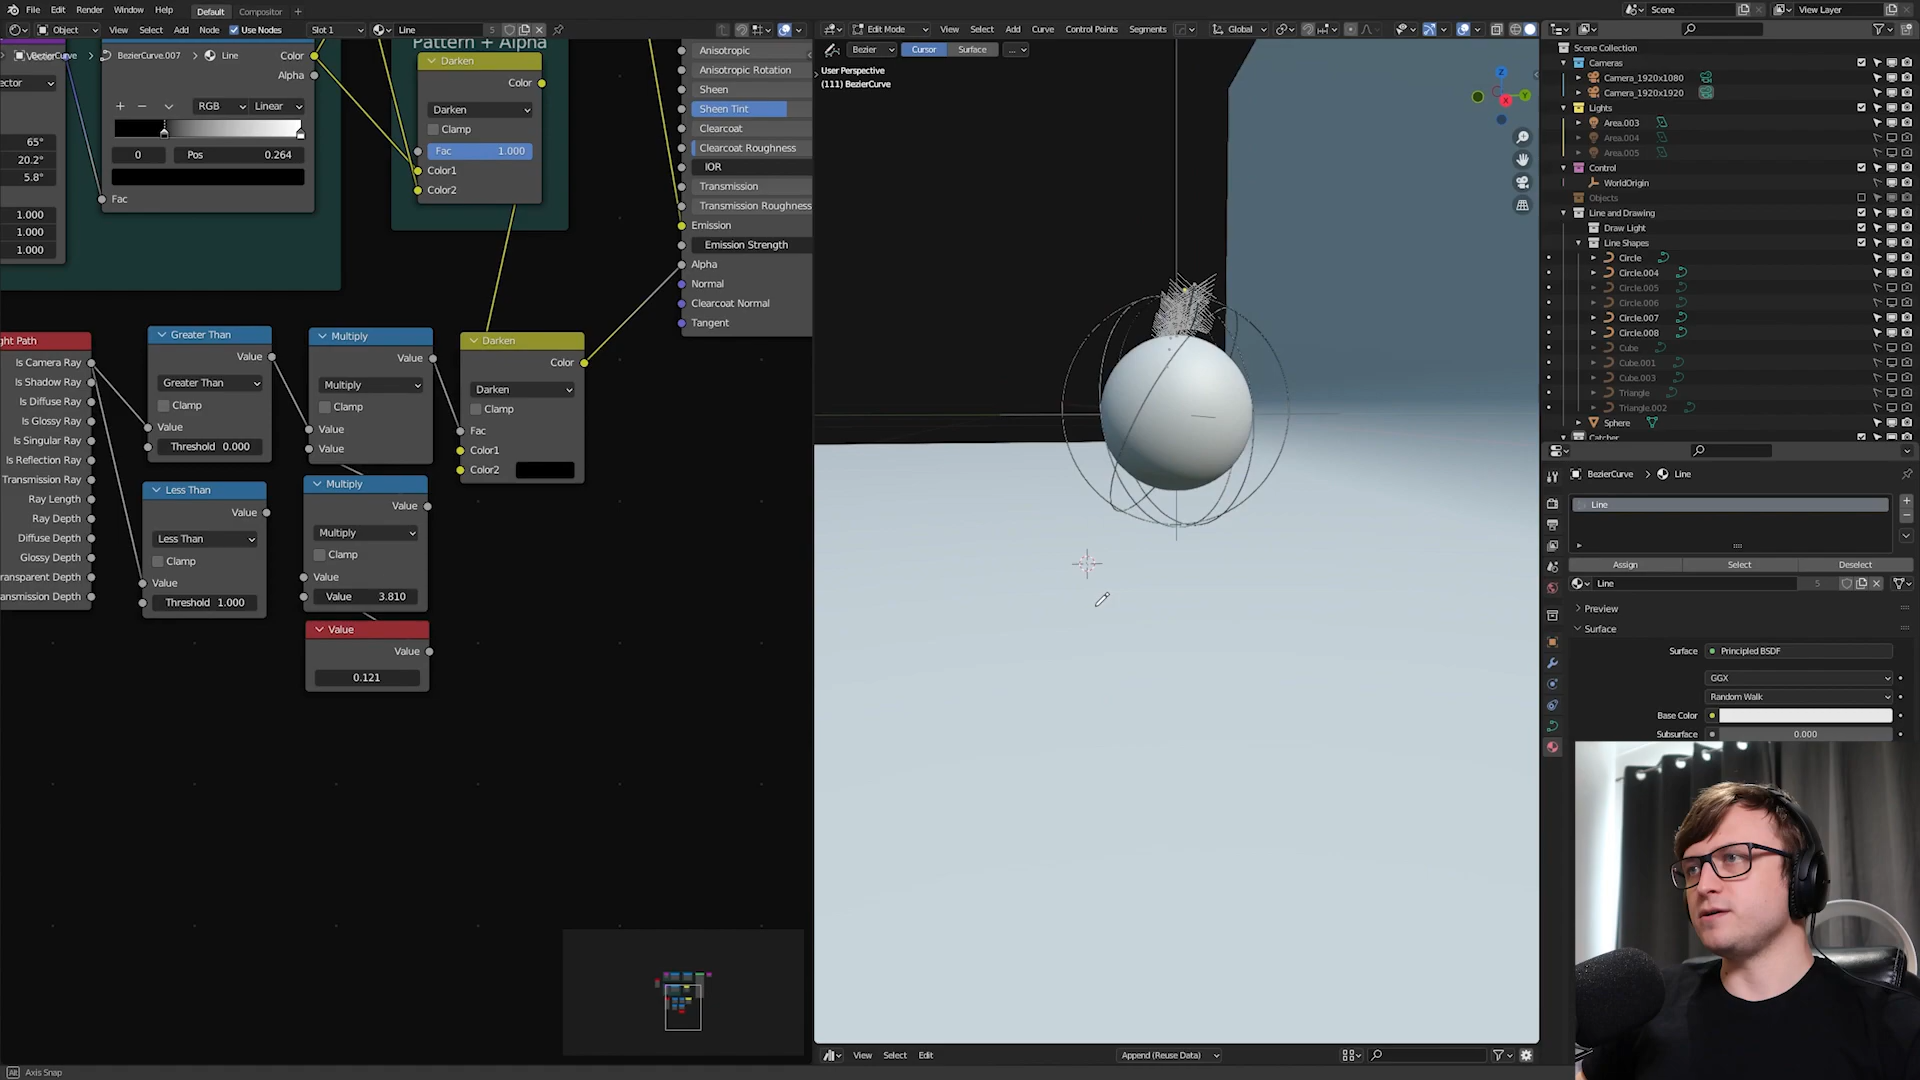 File Edit Render Window Help Default Compositor + Scene View Layer
Object View Select Add Node Use Nodes Slot 1 Line 5
Edit Mode View Select Add Curve Control Points Segments Global
Bezier Cursor Surface ...
BezierCurve BezierCurve.007 Line
User Perspective
(111) BezierCurve
Color
Alpha
RGB Linear
0 Pos 0.264
Fac
65°
20.2°
5.8°
1.000
1.000
1.000
Pattern + Alpha
Darken
Color
Darken
Clamp
Fac 1.000
Color1
Color2
Anisotropic
Anisotropic Rotation
Sheen
Sheen Tint
Clearcoat
Clearcoat Roughness
IOR
Transmission
Transmission Roughness
Emission
Emission Strength
Alpha
Normal
Clearcoat Normal
Tangent
ght Path
Is Camera Ray
Is Shadow Ray
Is Diffuse Ray
Is Glossy Ray
Is Singular Ray
Is Reflection Ray
Transmission Ray
Ray Length
Ray Depth
Diffuse Depth
Glossy Depth
ransparent Depth
ansmission Depth
Greater Than
Value
Greater Than
Clamp
Value
Threshold 0.000
Less Than
Value
Less Than
Clamp
Value
Threshold 1.000
Multiply
Value
Multiply
Clamp
Value
Value
Multiply
Value
Multiply
Clamp
Value
Value 3.810
Value
Value
0.121
Darken
Color
Darken
Clamp
Fac
Color1
Color2
Z
Y
X
Scene Collection
Cameras
Camera_1920x1080
Camera_1920x1920
Lights
Area.003
Area.004
Area.005
Control
WorldOrigin
Objects
Line and Drawing
Draw Light
Line Shapes
Circle
Circle.004
Circle.005
Circle.006
Circle.007
Circle.008
Cube
Cube.001
Cube.003
Triangle
Triangle.002
Sphere
Catcher
BezierCurve Line
Line
Assign Select Deselect
Line 5
Preview
Surface
Surface Principled BSDF
GGX
Random Walk
Base Color
Subsurface 0.000
View Select Edit Append (Reuse Data)
Alt Axis Snap